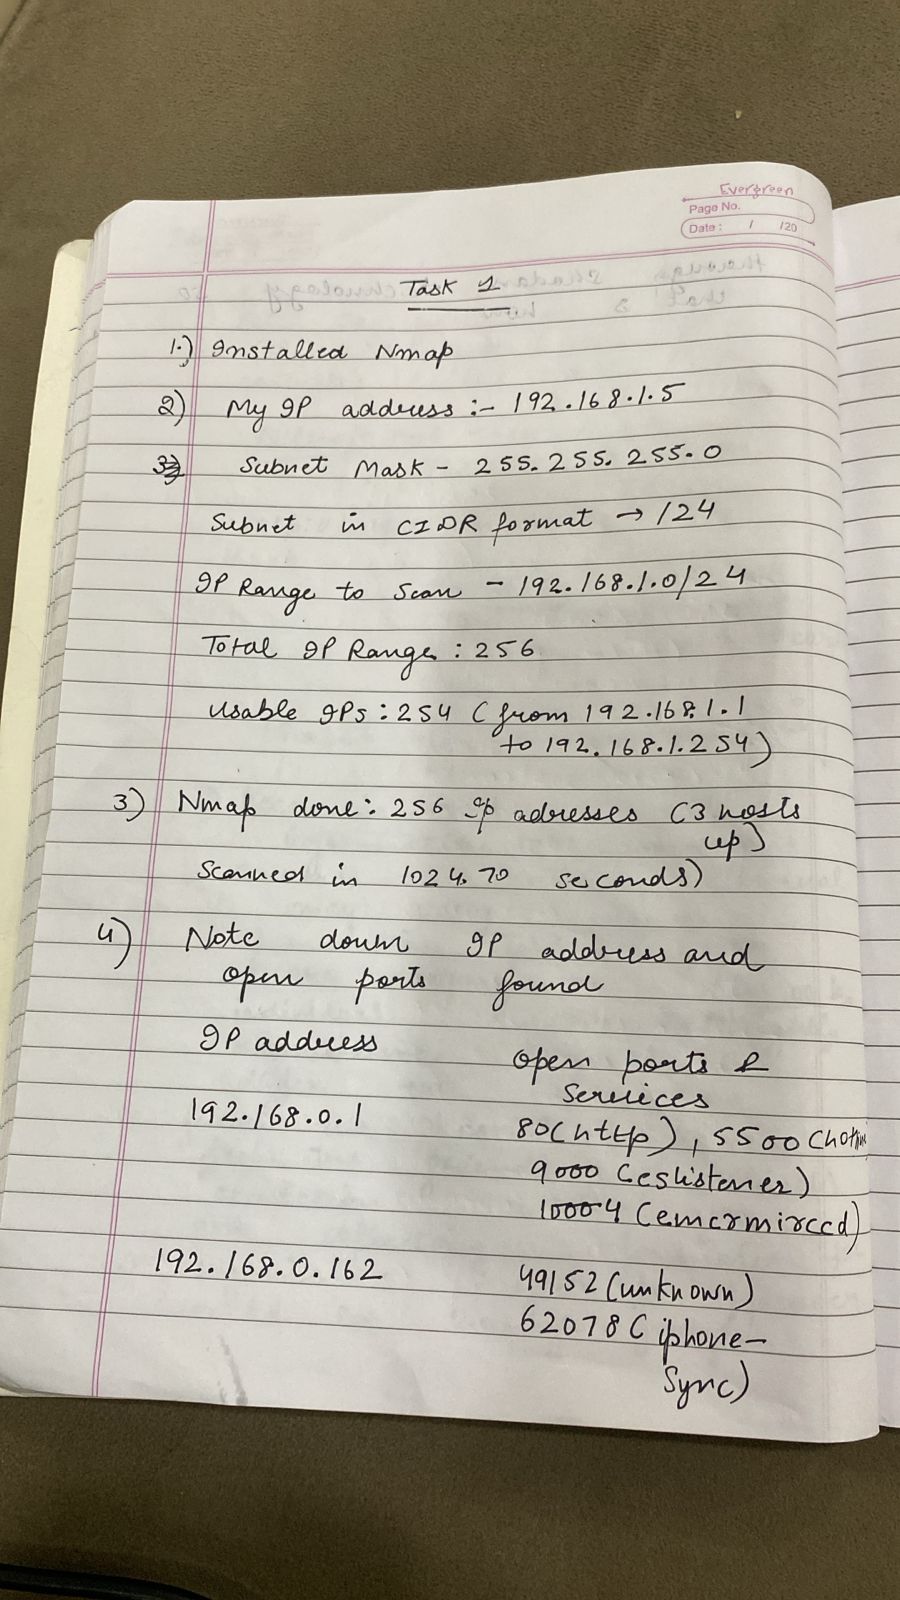 Evergreen
Page No.
Date: / /20
Task 1
1.) Installed Nmap
2) My IP address :- 192.168.1.5
Subnet Mask - 255.255.255.0
Subnet in CIDR format → /24
IP Range to Scan - 192.168.1.0/24
Total IP Range : 256
Usable IPs : 254 (from 192.168.1.1
to 192.168.1.254)
3) Nmap done: 256 Ip adresses (3 hosts
up)
Scanned in 1024.70 seconds)
4) Note down IP address and
open ports found
IP address
open ports &
Services
192.168.0.1
80(http), 5500
9000 (cslistener)
10004 (emcrmirccd)
192.168.0.162
49152 (unknown)
62078 (iphone-
Sync)